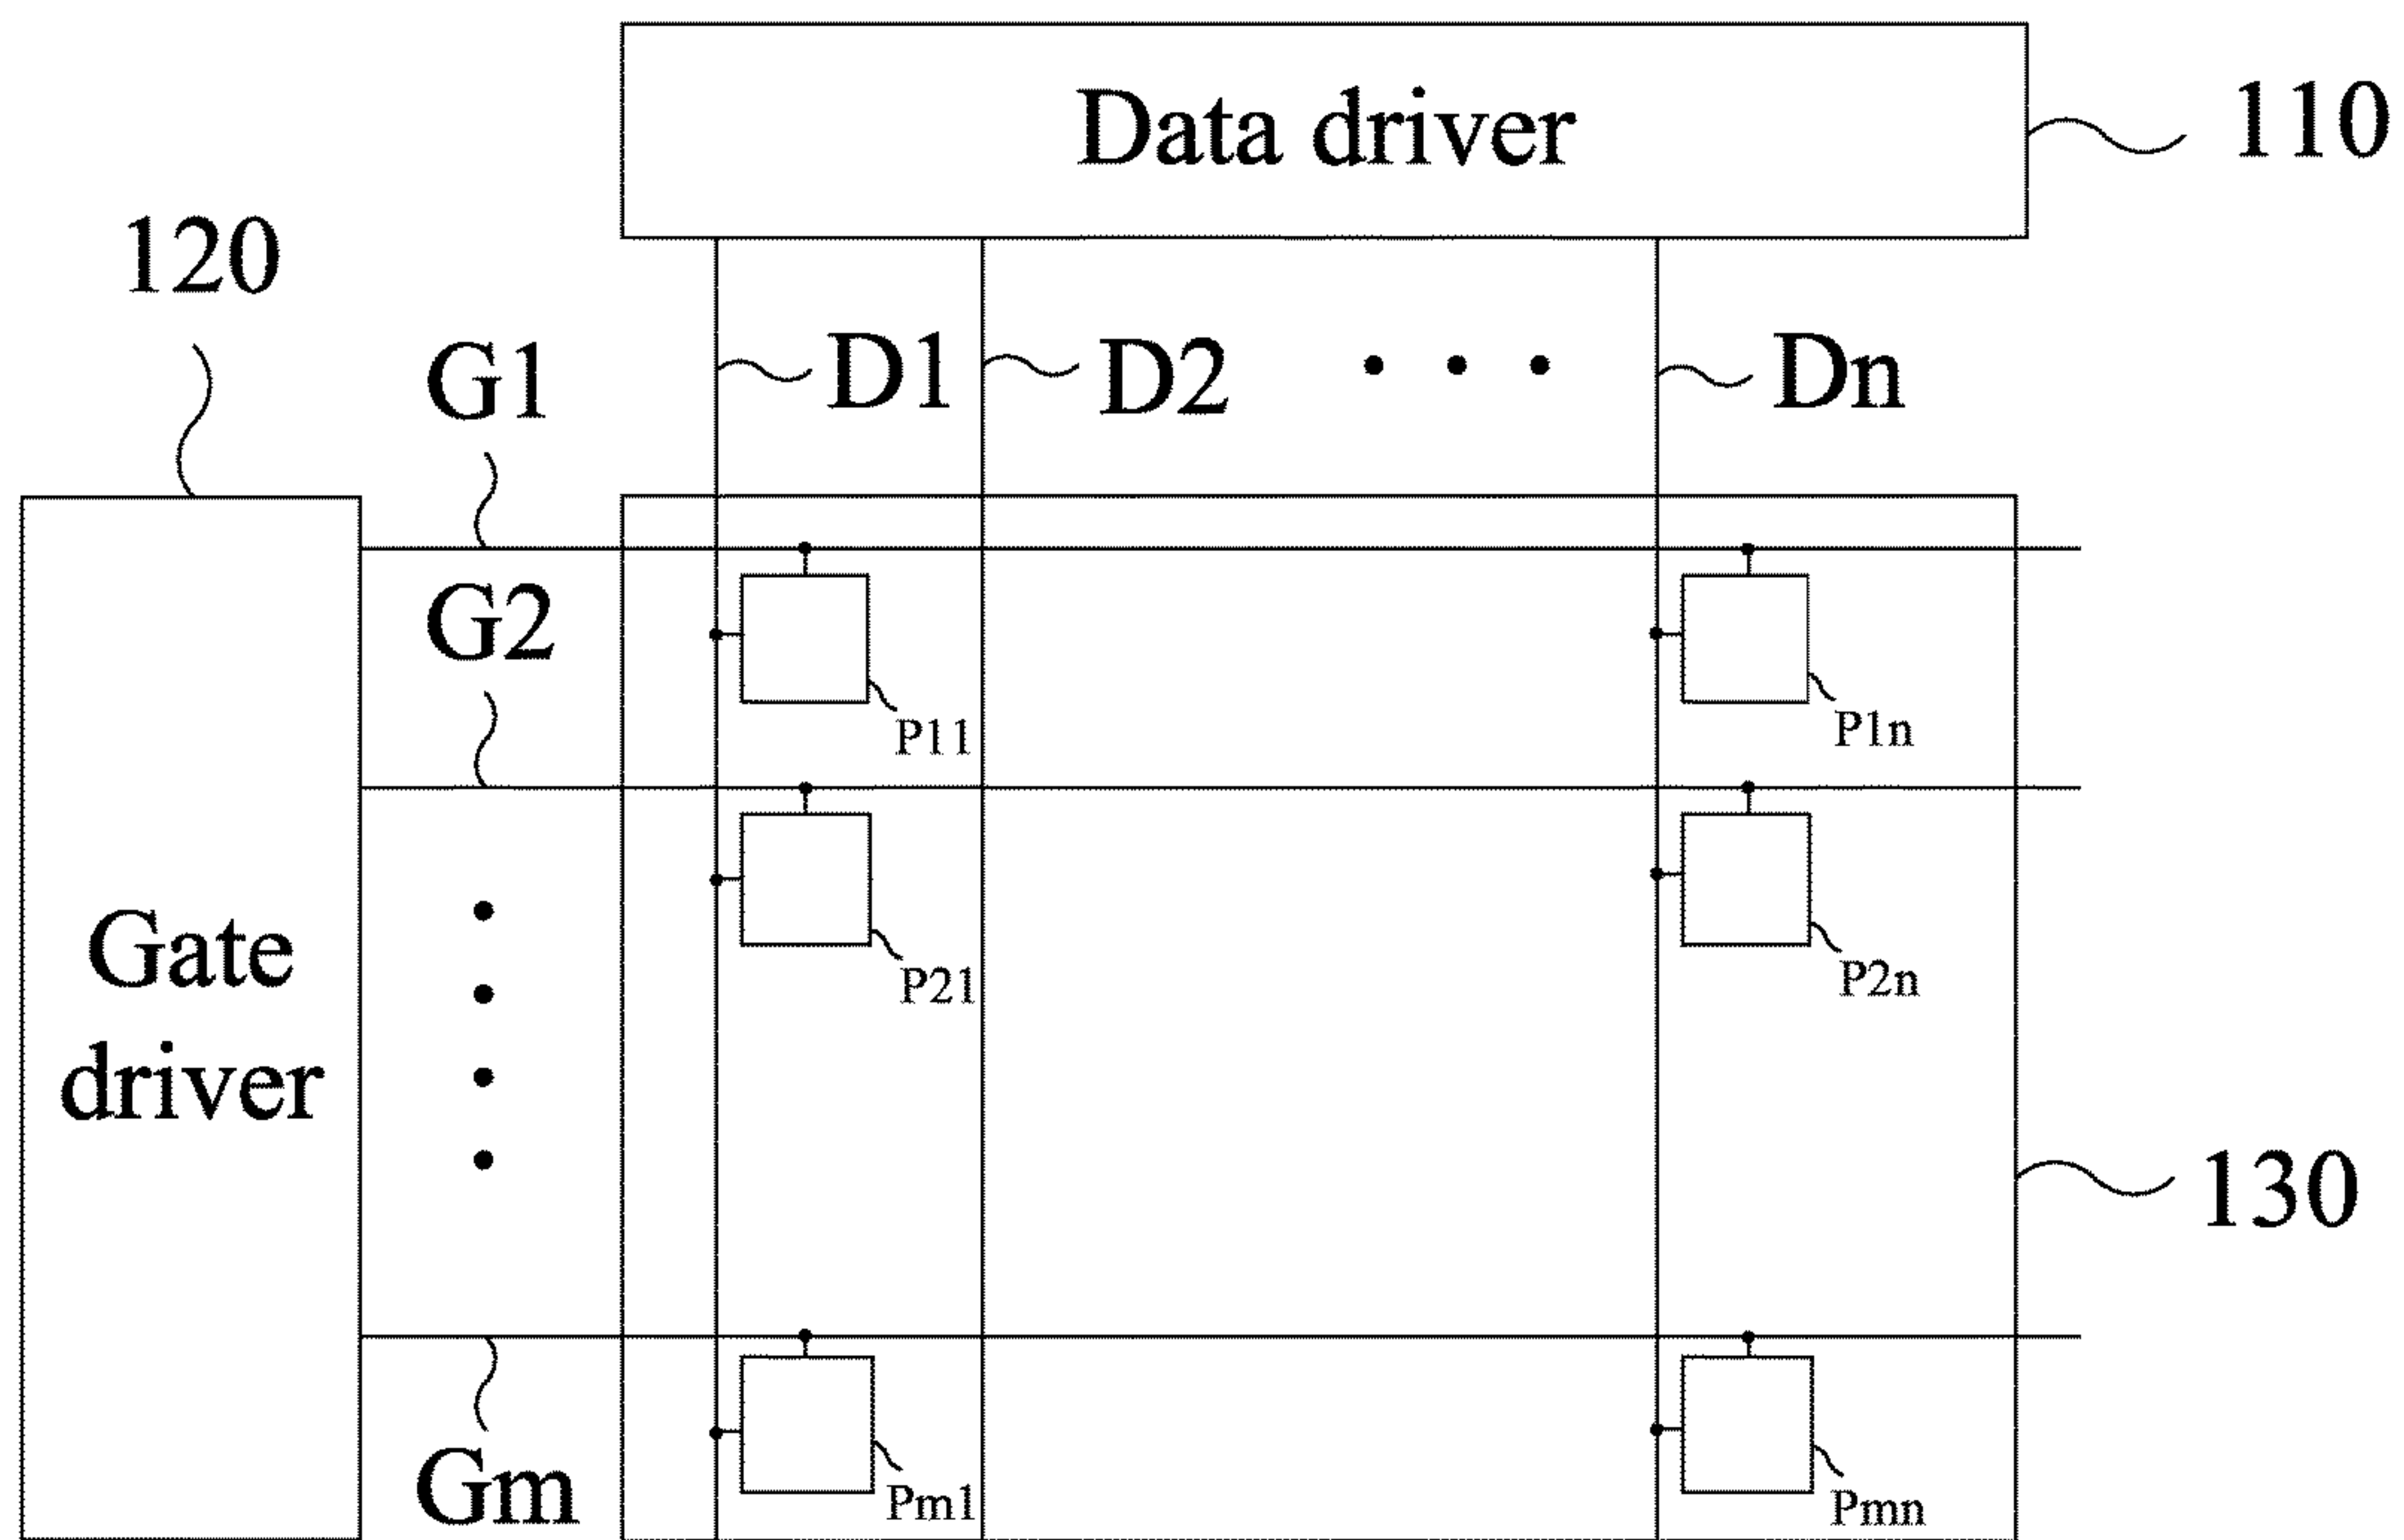 Data driver
110
120
G1
D1
D2
Dn
G2
P11
P1n
P21
P2n
Gate
driver
130
Gm
Pm1
Pmn